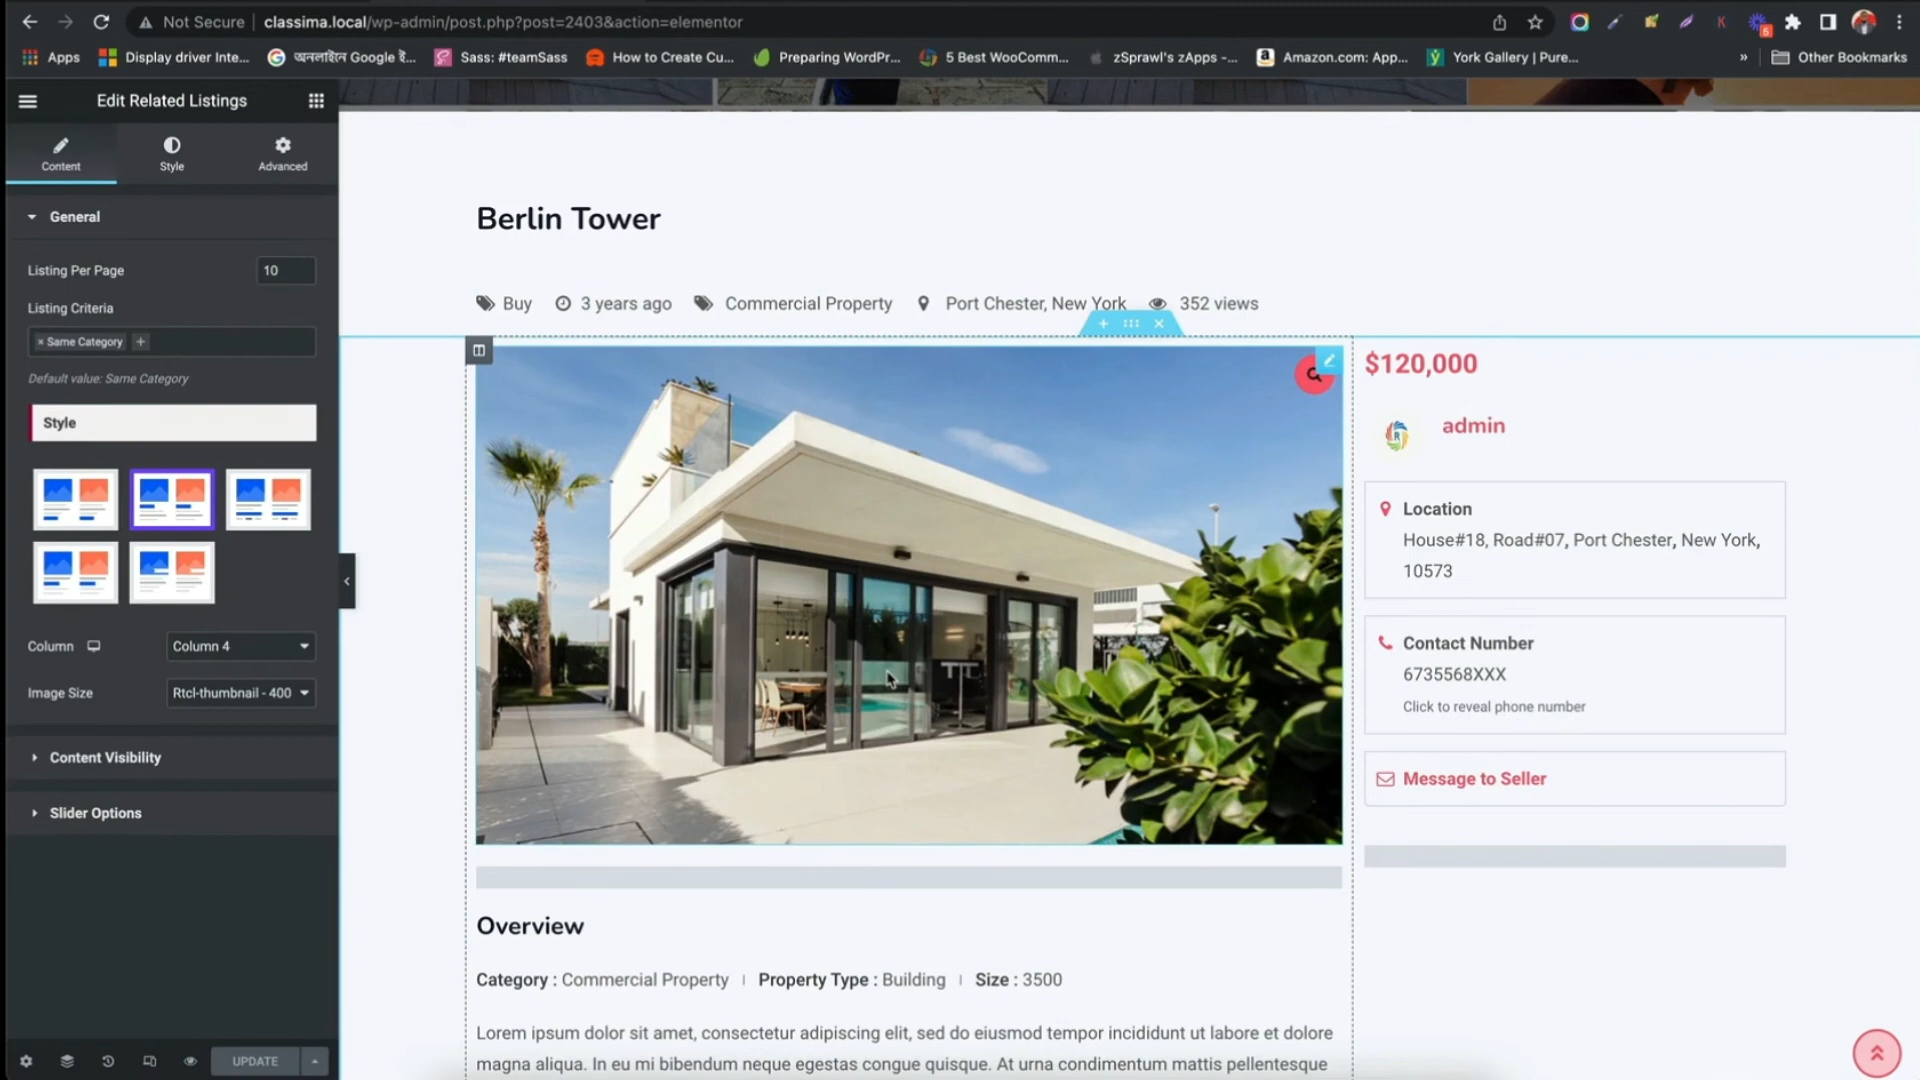 Not Secure | classima.local/wp-admin/post.php?post=2403&action=elementor
5
Apps
Display driver Inte...
অনলাইনে Google ই...
Sass: #teamSass
How to Create Cu...
Preparing WordPr...
5 Best WooComm...
zSprawl's zApps -...
Amazon.com: App...
York Gallery | Pure...
»
Other Bookmarks
Edit Related Listings
Content
Style
Advanced
General
Listing Per Page
10
Listing Criteria
× Same Category +
Default value: Same Category
Style
Column
Column 4
Image Size
Rtcl-thumbnail - 400
Content Visibility
Slider Options
UPDATE
Berlin Tower
Buy
3 years ago
Commercial Property
Port Chester, New York
352 views
$120,000
admin
Location
House#18, Road#07, Port Chester, New York,
10573
Contact Number
6735568XXX
Click to reveal phone number
Message to Seller
Overview
Category : Commercial Property
Property Type : Building
Size : 3500
Lorem ipsum dolor sit amet, consectetur adipiscing elit, sed do eiusmod tempor incididunt ut labore et dolore
magna aliqua. In eu mi bibendum neque egestas congue quisque. At urna condimentum mattis pellentesque